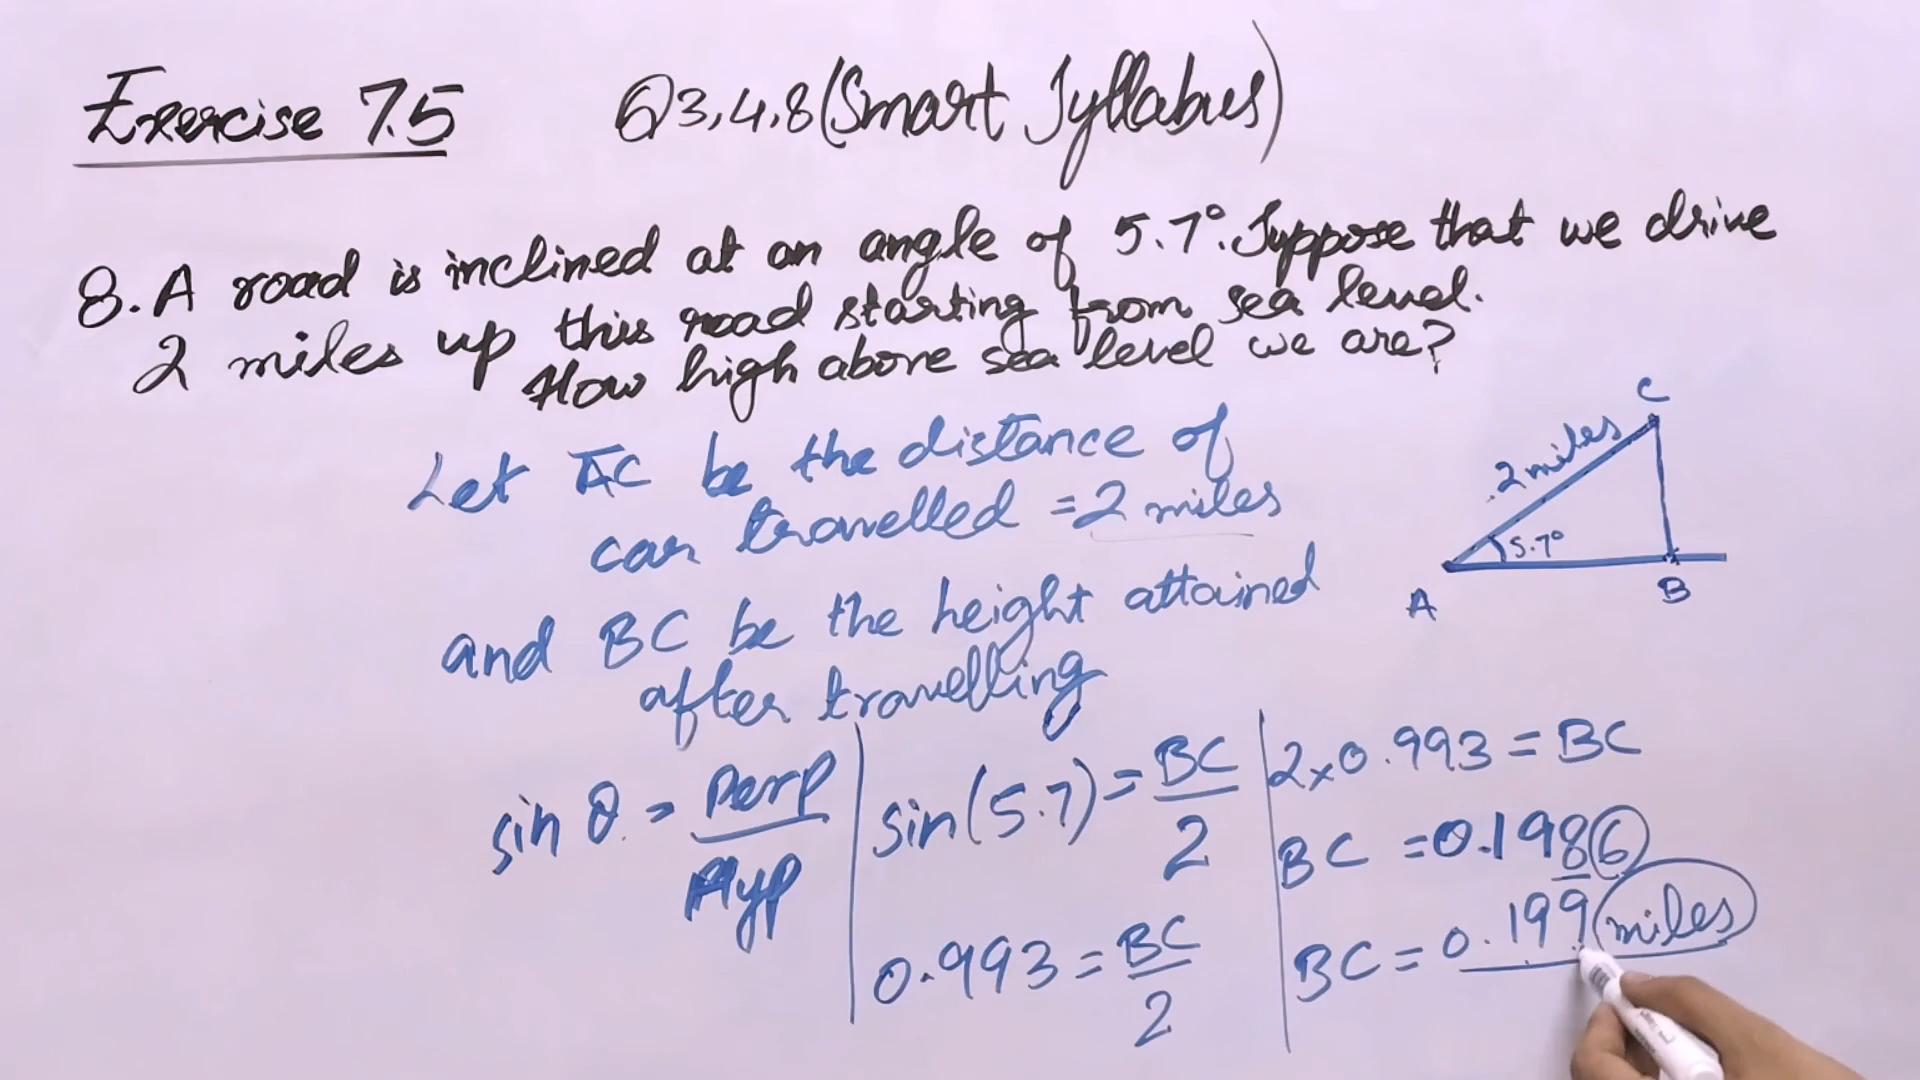 Exercise 7.5 Q3,4,8 (Smart Syllabus)
8. A road is inclined at an angle of 5.7°. Suppose that we drive
2 miles up this road starting from sea level.
How high above sea level we are?
Let AC be the distance of
car travelled = 2 miles
and BC be the height attained
after travelling
C
2 miles
5.7°
A
B
sin θ = Perp/Hyp
sin(5.7) = BC/2
0.993 = BC/2
2×0.993 = BC
BC = 0.1986
BC = 0.199 miles